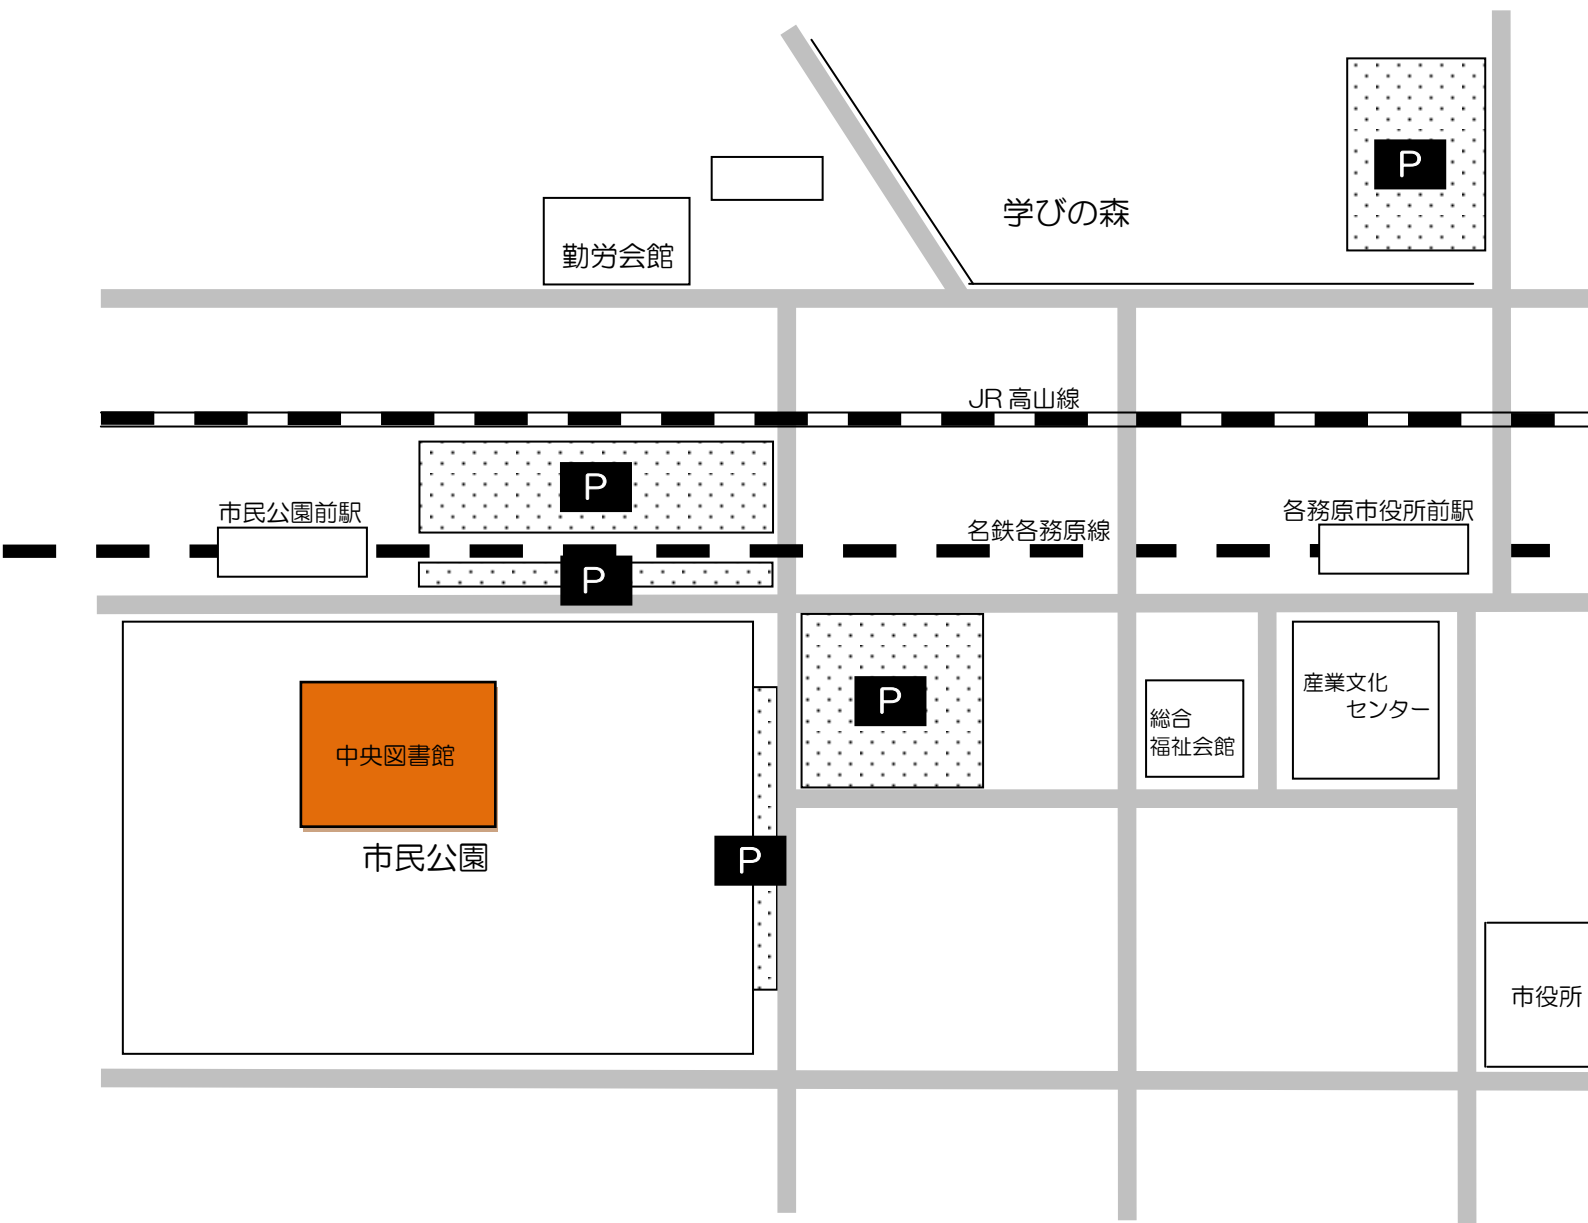 P
学びの森
勤労会館
JR 高山線
P
市民公園前駅
各務原市役所前駅
名鉄各務原線
P
産業文化
センター
P
総合
福祉会館
中央図書館
市民公園
P
市役所